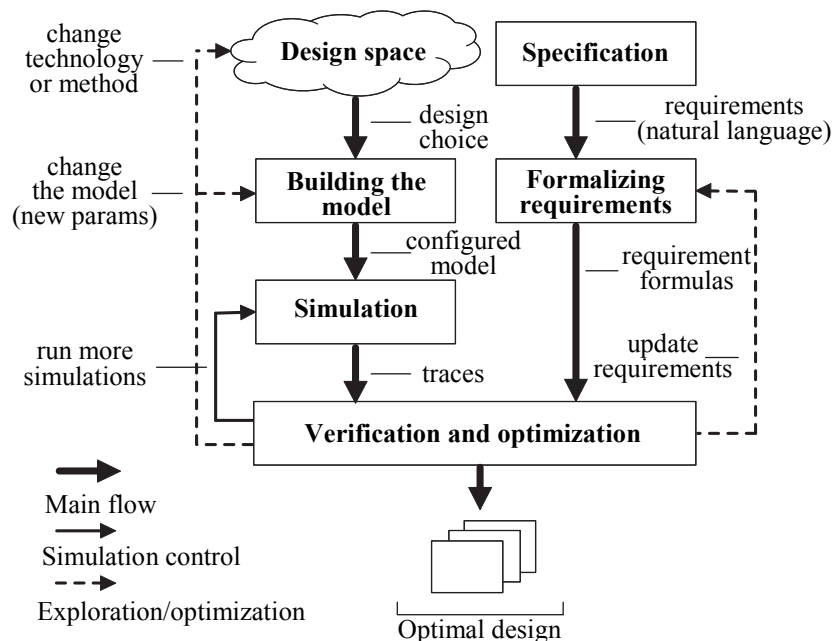 change
technology
or method
Design space
Specification
design
choice
requirements
(natural language)
change
the model
(new params)
Building the
model
Formalizing
requirements
configured
model
requirement
formulas
Simulation
run more
simulations
update
requirements
traces
Verification and optimization
Main flow
Simulation control
Exploration/optimization
Optimal design